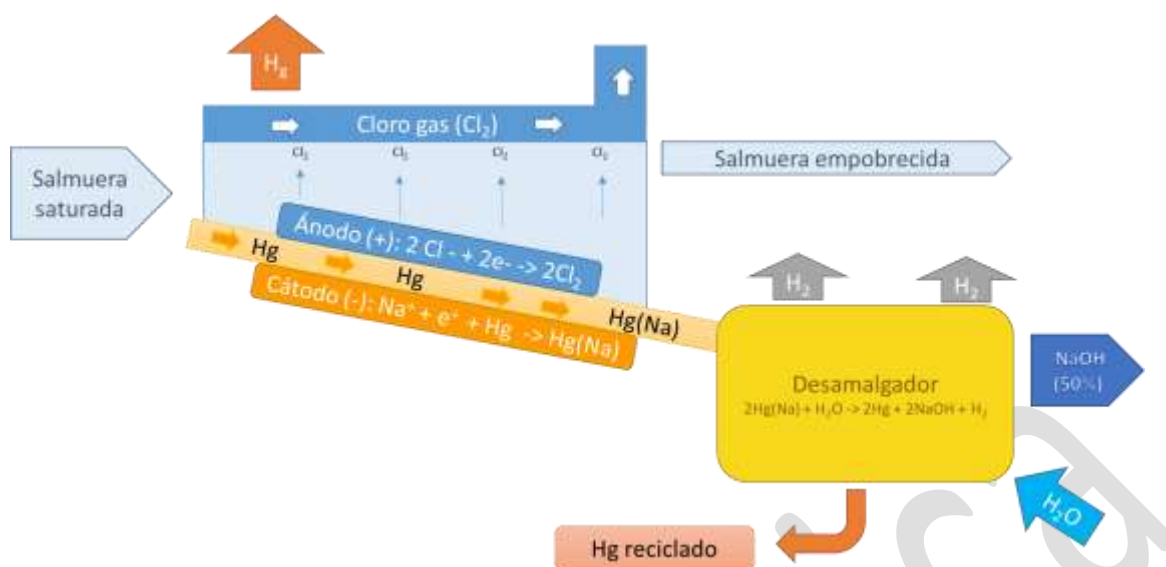 Hg
Cloro gas (Cl₂)
Cl₂ Cl₂ Cl₂ Cl₂
Salmuera
saturada
Salmuera empobrecida
Ánodo (+): 2 Cl - + 2e- -> 2Cl₂
Hg
Hg
Hg(Na)
Cátodo (-): Na⁺ + e⁺ + Hg -> Hg(Na)
H₂
H₂
Desamalgador
2Hg(Na) + H₂O -> 2Hg + 2NaOH + H₂
NaOH
(50%)
H₂O
Hg reciclado